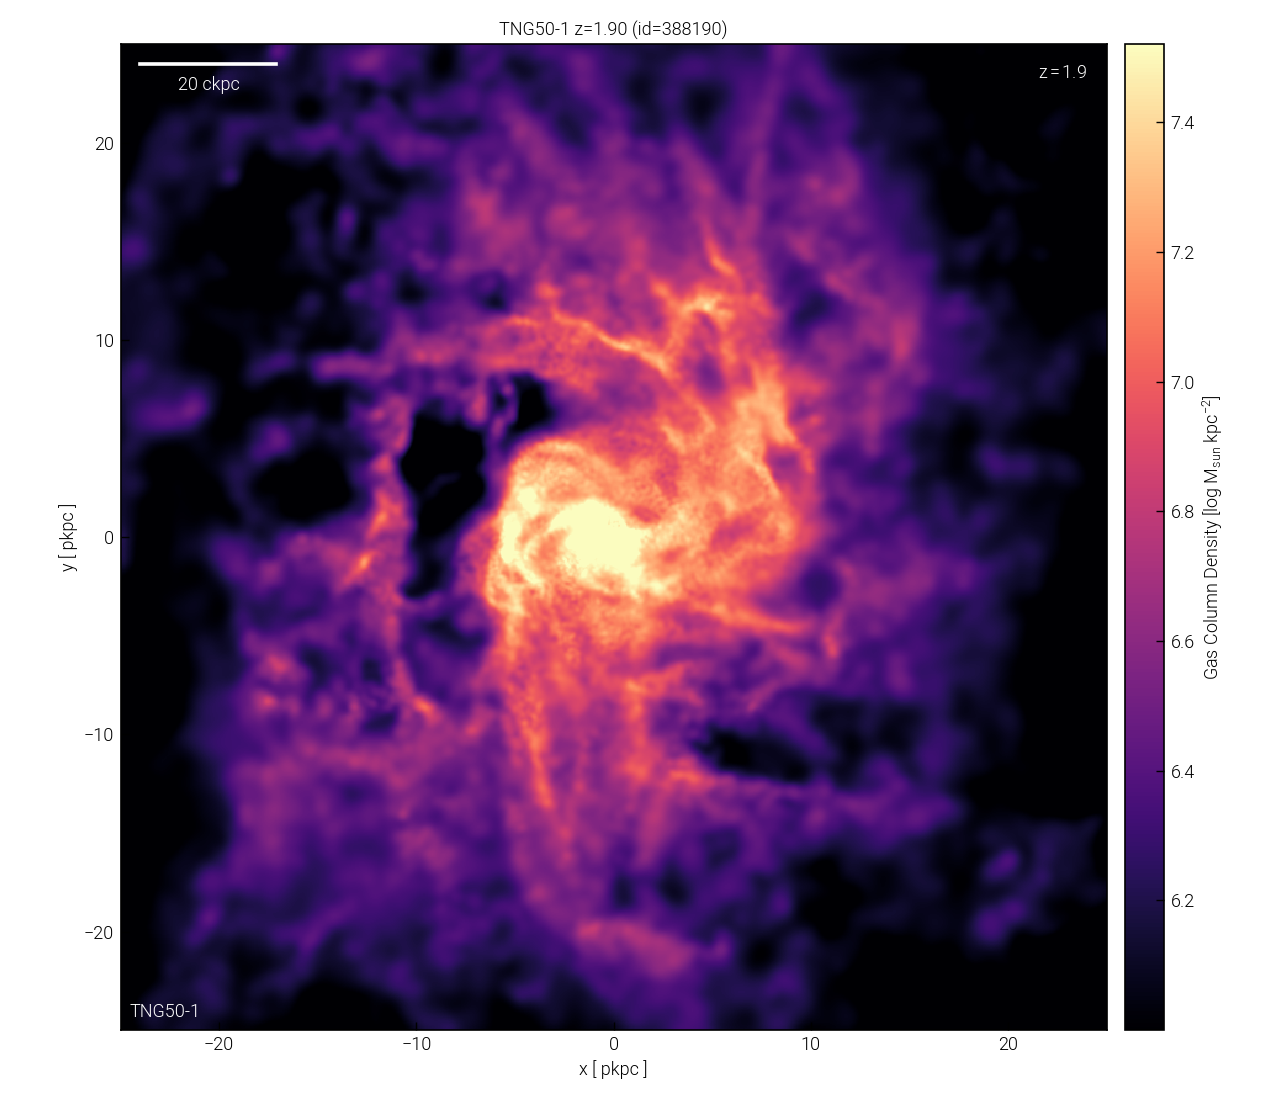 TNG50-1 z=1.90 (id=388190)
20 ckpc
z = 1.9
TNG50-1
20
10
0
−10
−20
y [ pkpc ]
−20
−10
0
10
20
x [ pkpc ]
7.4
7.2
7.0
6.8
6.6
6.4
6.2
Gas Column Density [log M_sun kpc^−2]